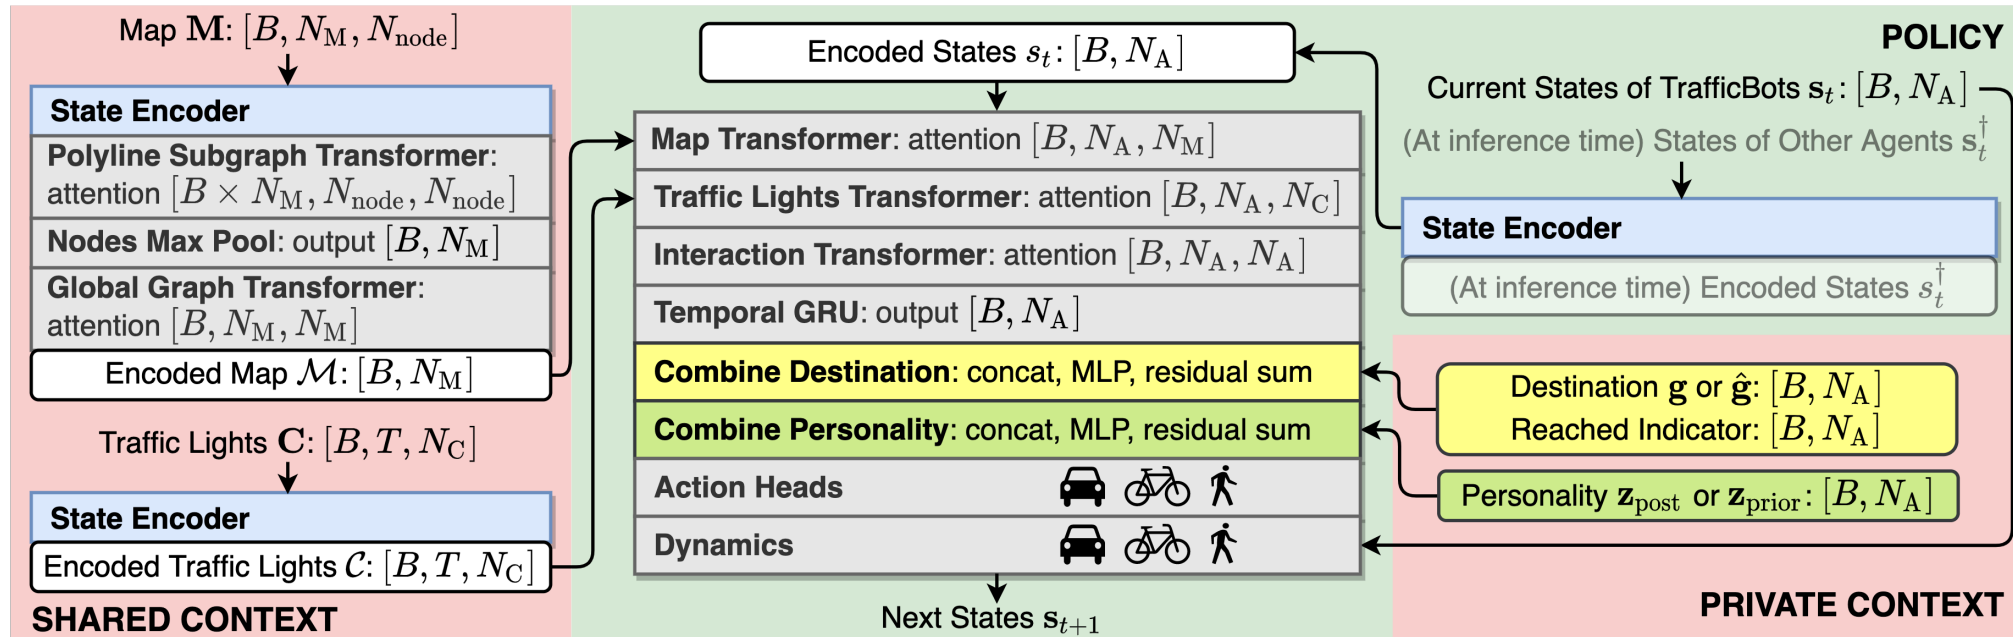 Map M: [B, N_M, N_node]
State Encoder
Polyline Subgraph Transformer:
attention [B × N_M, N_node, N_node]
Nodes Max Pool: output [B, N_M]
Global Graph Transformer:
attention [B, N_M, N_M]
Encoded Map ℳ: [B, N_M]
Traffic Lights C: [B, T, N_C]
State Encoder
Encoded Traffic Lights 𝒞: [B, T, N_C]
SHARED CONTEXT
Encoded States s_t: [B, N_A]
Map Transformer: attention [B, N_A, N_M]
Traffic Lights Transformer: attention [B, N_A, N_C]
Interaction Transformer: attention [B, N_A, N_A]
Temporal GRU: output [B, N_A]
Combine Destination: concat, MLP, residual sum
Combine Personality: concat, MLP, residual sum
Action Heads
Dynamics
Next States s_{t+1}
POLICY
Current States of TrafficBots s_t: [B, N_A]
(At inference time) States of Other Agents s_t^†
State Encoder
(At inference time) Encoded States s_t^†
Destination g or ĝ: [B, N_A]
Reached Indicator: [B, N_A]
Personality z_post or z_prior: [B, N_A]
PRIVATE CONTEXT